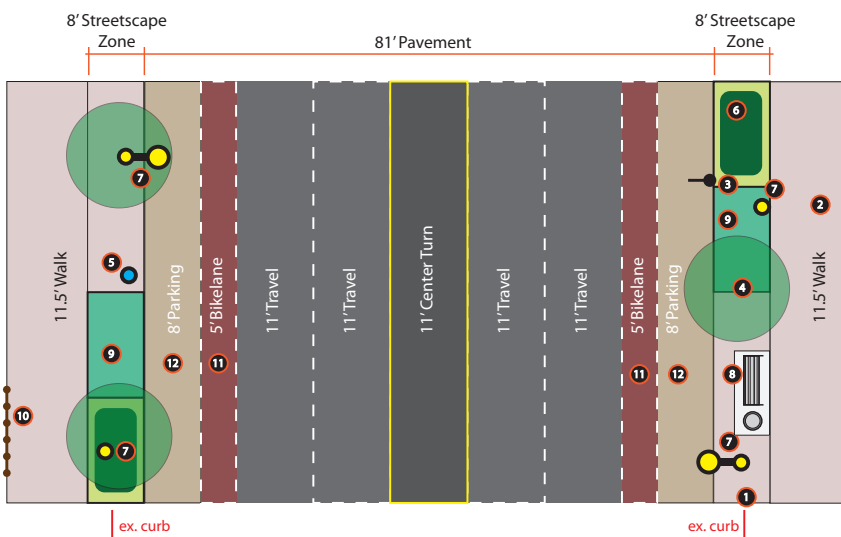 8' Streetscape
Zone
81' Pavement
8' Streetscape
Zone
6
7
3
7
2
9
5
11.5' Walk
8' Parking
5' Bikelane
11' Travel
11' Travel
11' Center Turn
11' Travel
11' Travel
5' Bikelane
8' Parking
11.5' Walk
4
9
12
11
11
12
8
10
7
7
1
ex. curb
ex. curb